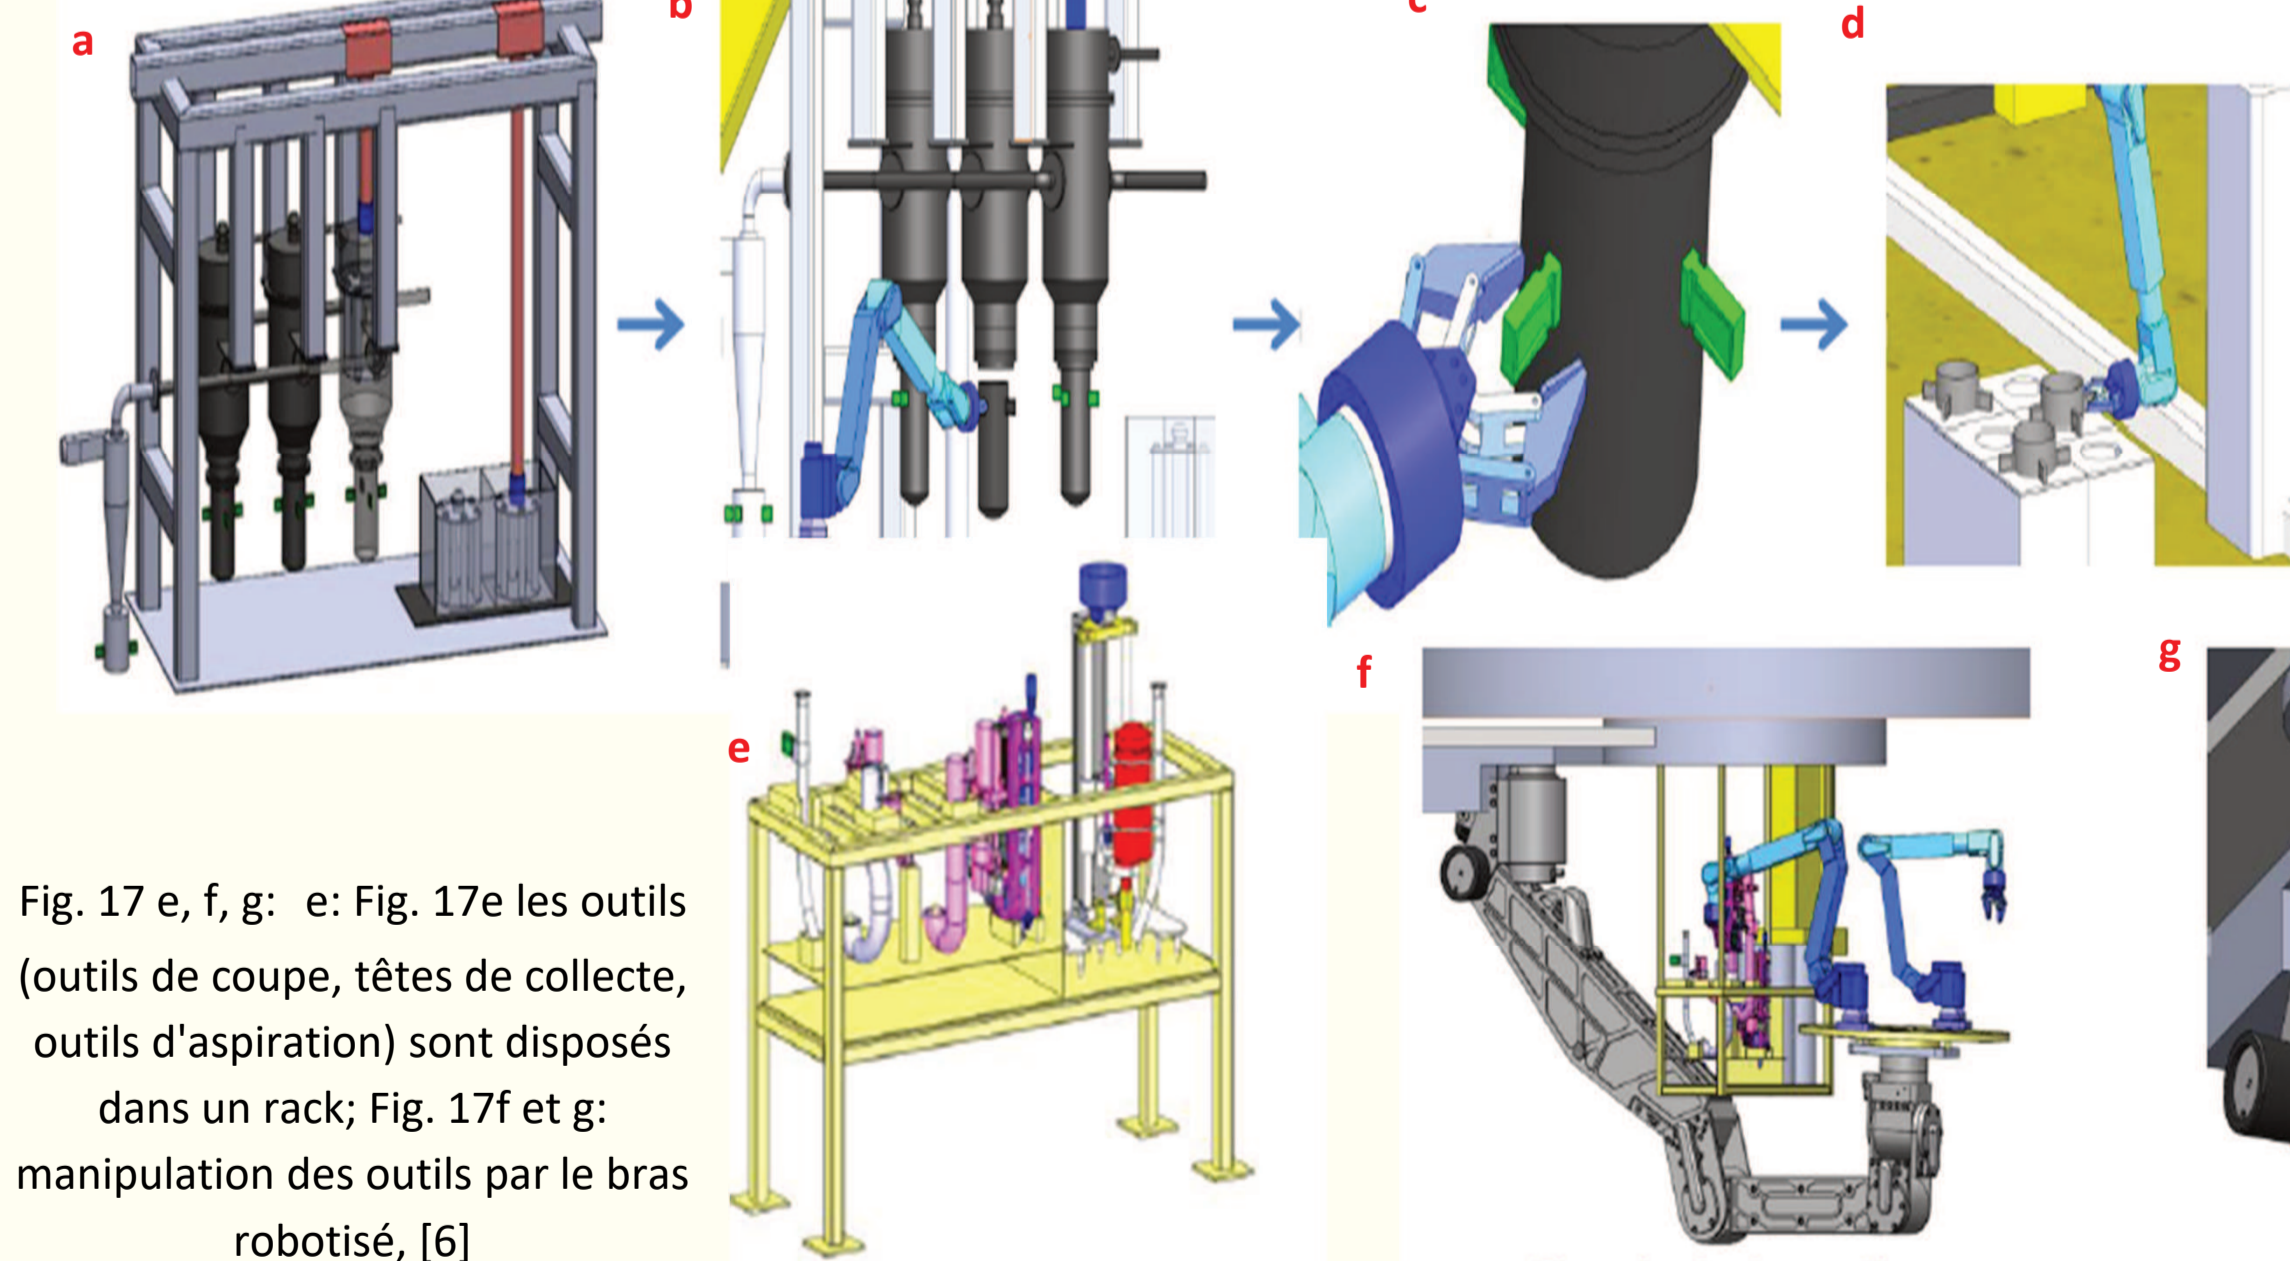 a
b
c
d
e
f
g
Fig. 17 e, f, g: e: Fig. 17e les outils
(outils de coupe, têtes de collecte,
outils d'aspiration) sont disposés
dans un rack; Fig. 17f et g:
manipulation des outils par le bras
robotisé, [6]